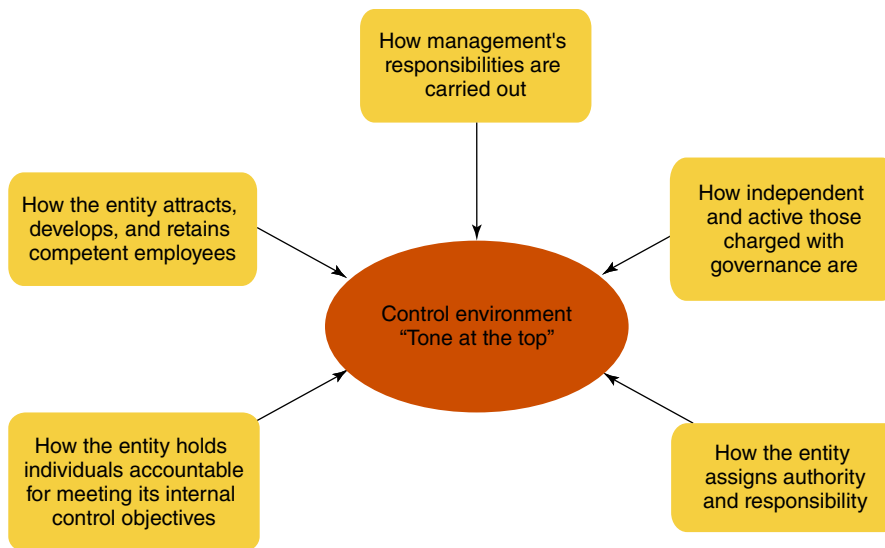 How management's
responsibilities are
carried out
How the entity attracts,
develops, and retains
competent employees
How independent
and active those
charged with
governance are
Control environment
“Tone at the top”
How the entity holds
individuals accountable
for meeting its internal
control objectives
How the entity
assigns authority
and responsibility